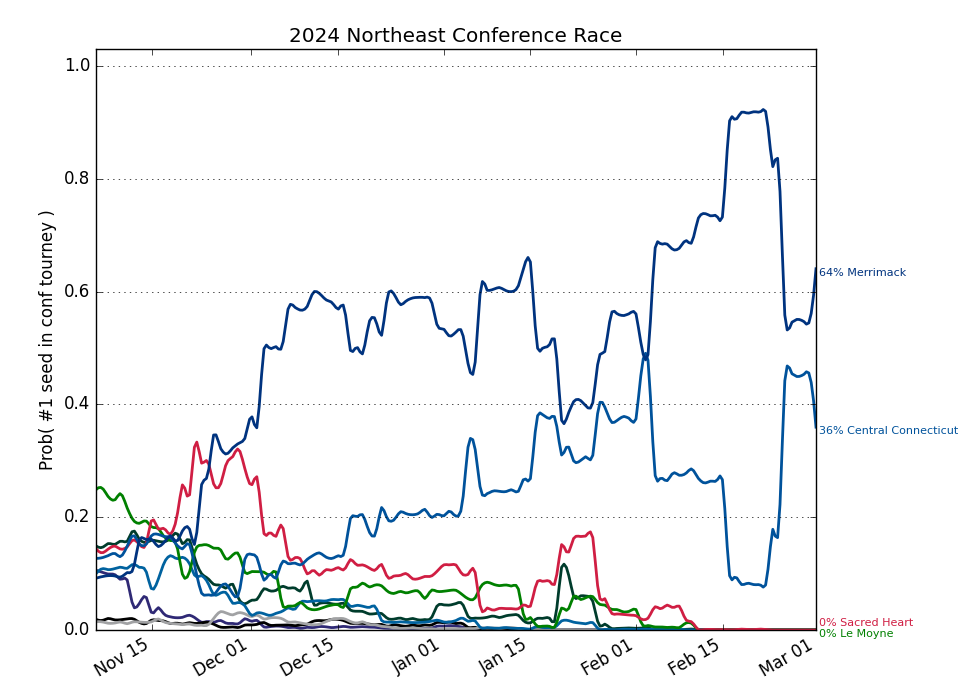 2024 Northeast Conference Race
Prob( #1 seed in conf tourney )
1.0
0.8
0.6
0.4
0.2
0.0
64% Merrimack
36% Central Connecticut
0% Sacred Heart
0% Le Moyne
Nov 15
Dec 01
Dec 15
Jan 01
Jan 15
Feb 01
Feb 15
Mar 01